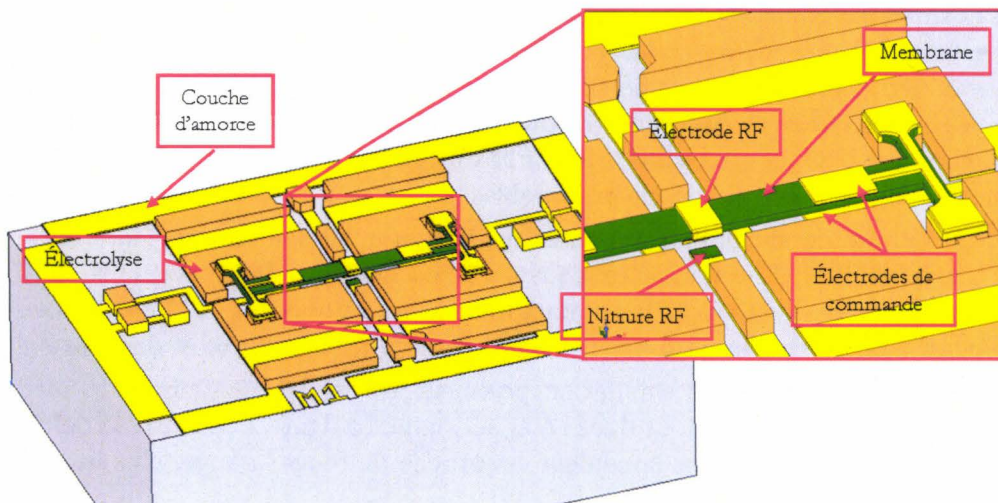 Couche
d'amorce
Membrane
Électrode RF
Électrolyse
Électrodes de
commande
Nitrure RF
M1